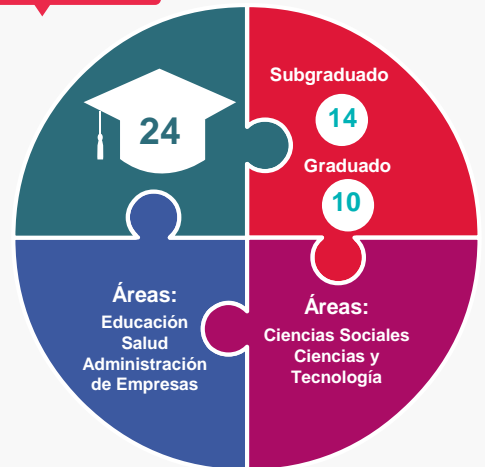 24
Subgraduado
14
Graduado
10
Áreas:
Educación
Salud
Administración
de Empresas
Áreas:
Ciencias Sociales
Ciencias y
Tecnología